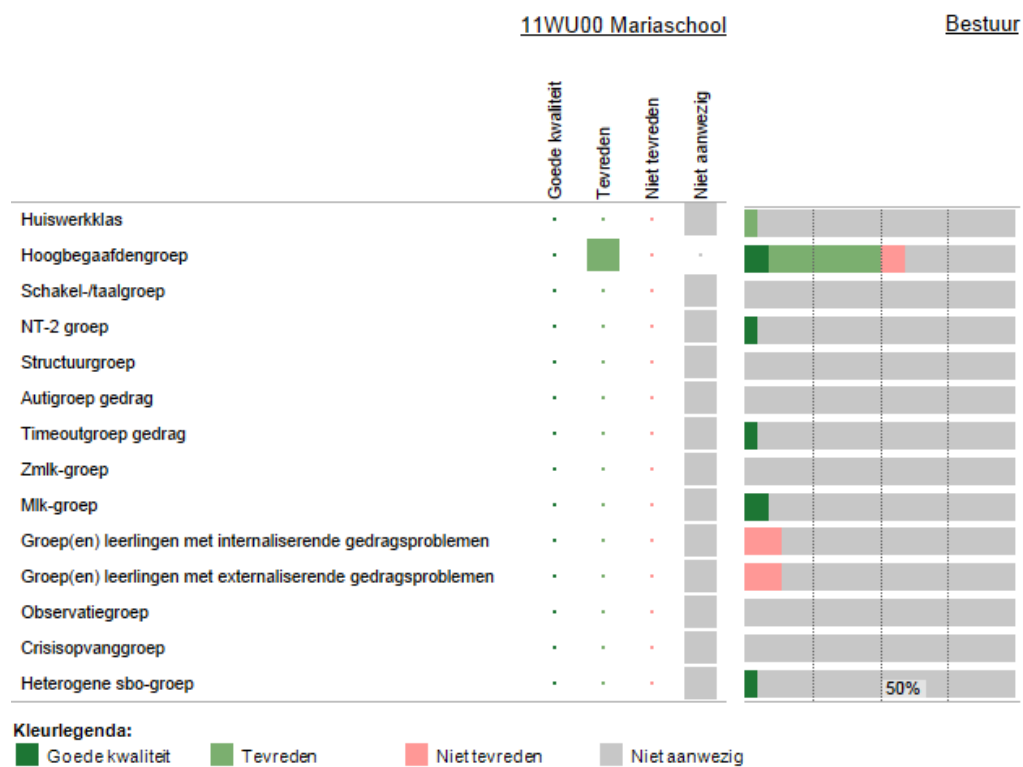 11WU00 Mariaschool
Bestuur
Goede kwaliteit
Tevreden
Niet tevreden
Niet aanwezig
Huiswerkklas
Hoogbegaafdengroep
Schakel-/taalgroep
NT-2 groep
Structuurgroep
Autigroep gedrag
Timeoutgroep gedrag
Zmlk-groep
Mlk-groep
Groep(en) leerlingen met internaliserende gedragsproblemen
Groep(en) leerlingen met externaliserende gedragsproblemen
Observatiegroep
Crisisopvanggroep
Heterogene sbo-groep
50%
Kleurlegenda:
Goede kwaliteit Tevreden Niet tevreden Niet aanwezig